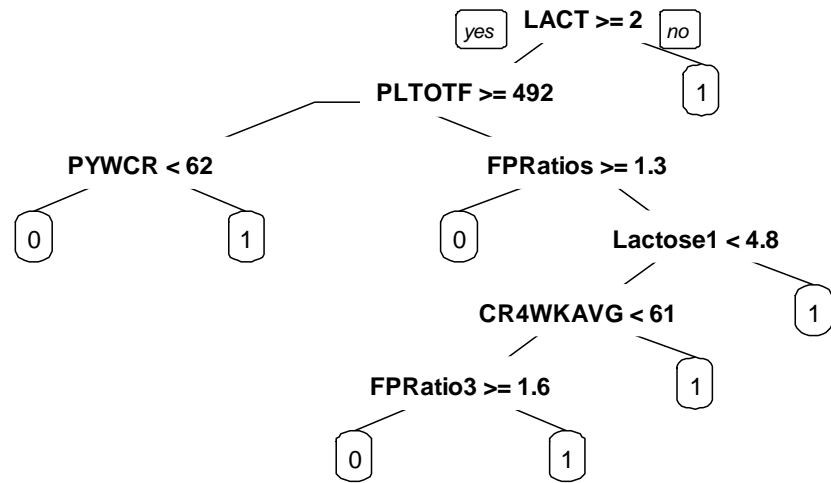 yes LACT >= 2 no
PLTOTF >= 492 1
PYWCR < 62 FPRatios >= 1.3
0 1 0 Lactose1 < 4.8
CR4WKAVG < 61 1
FPRatio3 >= 1.6 1
0 1